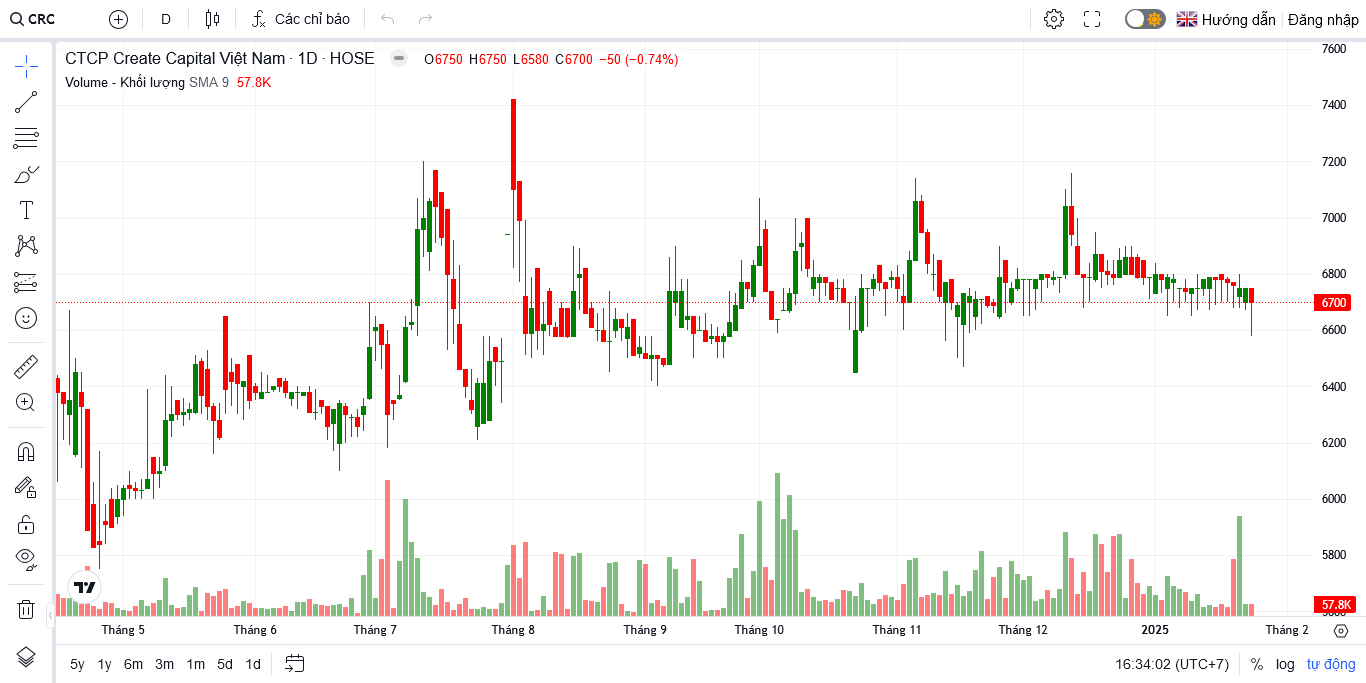 CRC D Các chỉ báo Hướng dẫn Đăng nhập
CTCP Create Capital Việt Nam · 1D · HOSE O6750 H6750 L6580 C6700 −50 (−0.74%)
Volume - Khối lượng SMA 9 57.8K
7600
7400
7200
7000
6800
6700
6600
6400
6200
6000
5800
57.8K
Tháng 5 Tháng 6 Tháng 7 Tháng 8 Tháng 9 Tháng 10 Tháng 11 Tháng 12 2025 Tháng 2
5y 1y 6m 3m 1m 5d 1d 16:34:02 (UTC+7) % log tự động